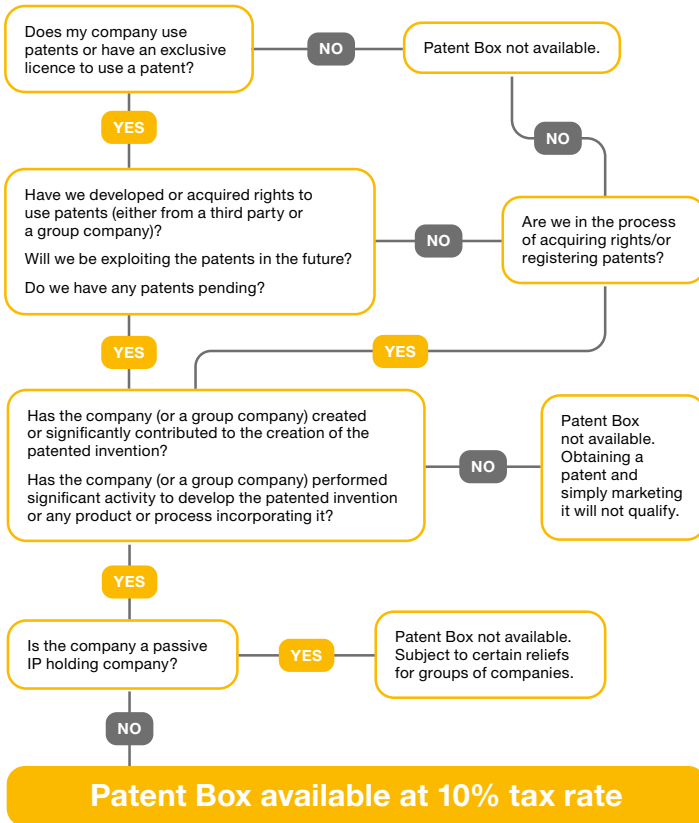 Does my company use
patents or have an exclusive
licence to use a patent?
NO
Patent Box not available.
YES
NO
Have we developed or acquired rights to
use patents (either from a third party or
a group company)?
Will we be exploiting the patents in the future?
Do we have any patents pending?
NO
Are we in the process
of acquiring rights/or
registering patents?
YES
YES
Has the company (or a group company) created
or significantly contributed to the creation of the
patented invention?
Has the company (or a group company) performed
significant activity to develop the patented invention
or any product or process incorporating it?
NO
Patent Box
not available.
Obtaining a
patent and
simply marketing
it will not qualify.
YES
Is the company a passive
IP holding company?
YES
Patent Box not available.
Subject to certain reliefs
for groups of companies.
NO
Patent Box available at 10% tax rate